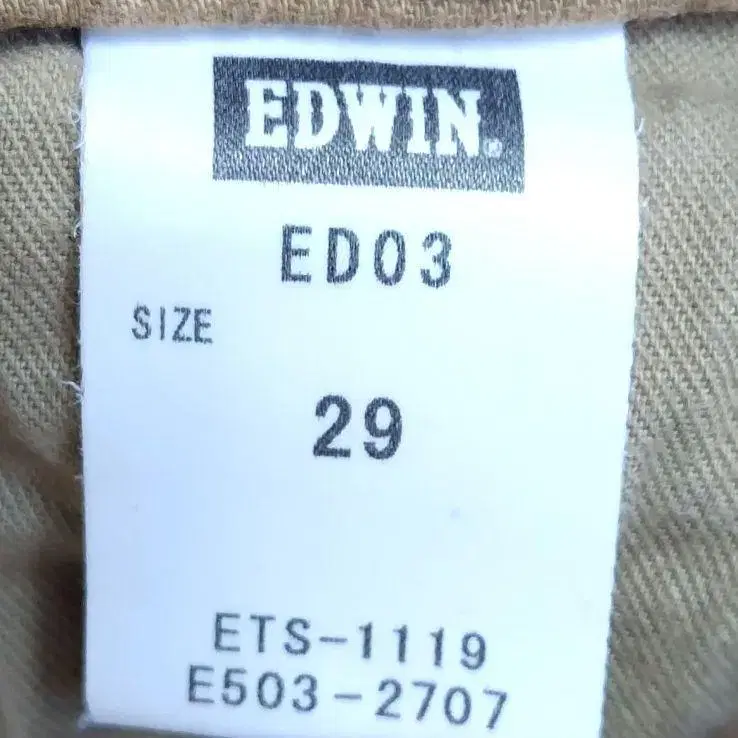 EDWIN®
ED03
SIZE
29
ETS-1119
E503-2707